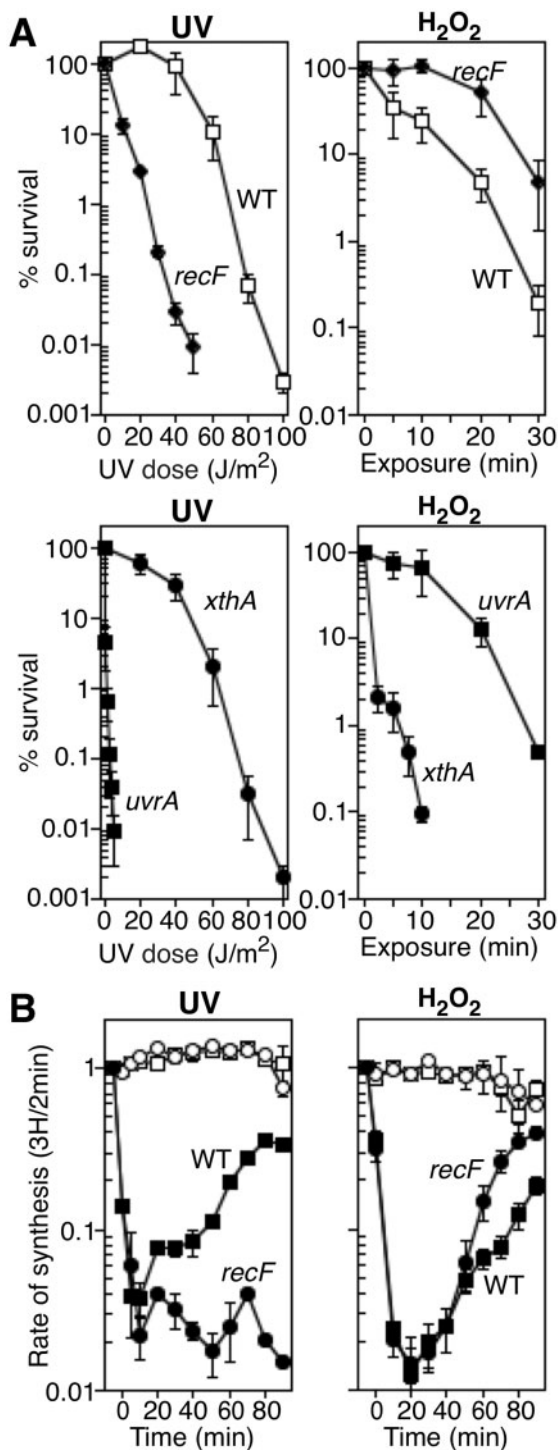 A
UV
H2O2
% survival
100
10
1
0.1
0.01
0.001
WT
recF
0 20 40 60 80 100
UV dose (J/m2)
100
10
1
0.1
0.01
recF
WT
0 10 20 30
Exposure (min)
UV
H2O2
% survival
100
10
1
0.1
0.01
0.001
xthA
uvrA
0 20 40 60 80 100
UV dose (J/m2)
100
10
1
0.1
0.01
uvrA
xthA
0 10 20 30
Exposure (min)
B
UV
H2O2
Rate of synthesis (3H/2min)
1
0.1
0.01
WT
recF
0 20 40 60 80
Time (min)
recF
WT
0 20 40 60 80
Time (min)